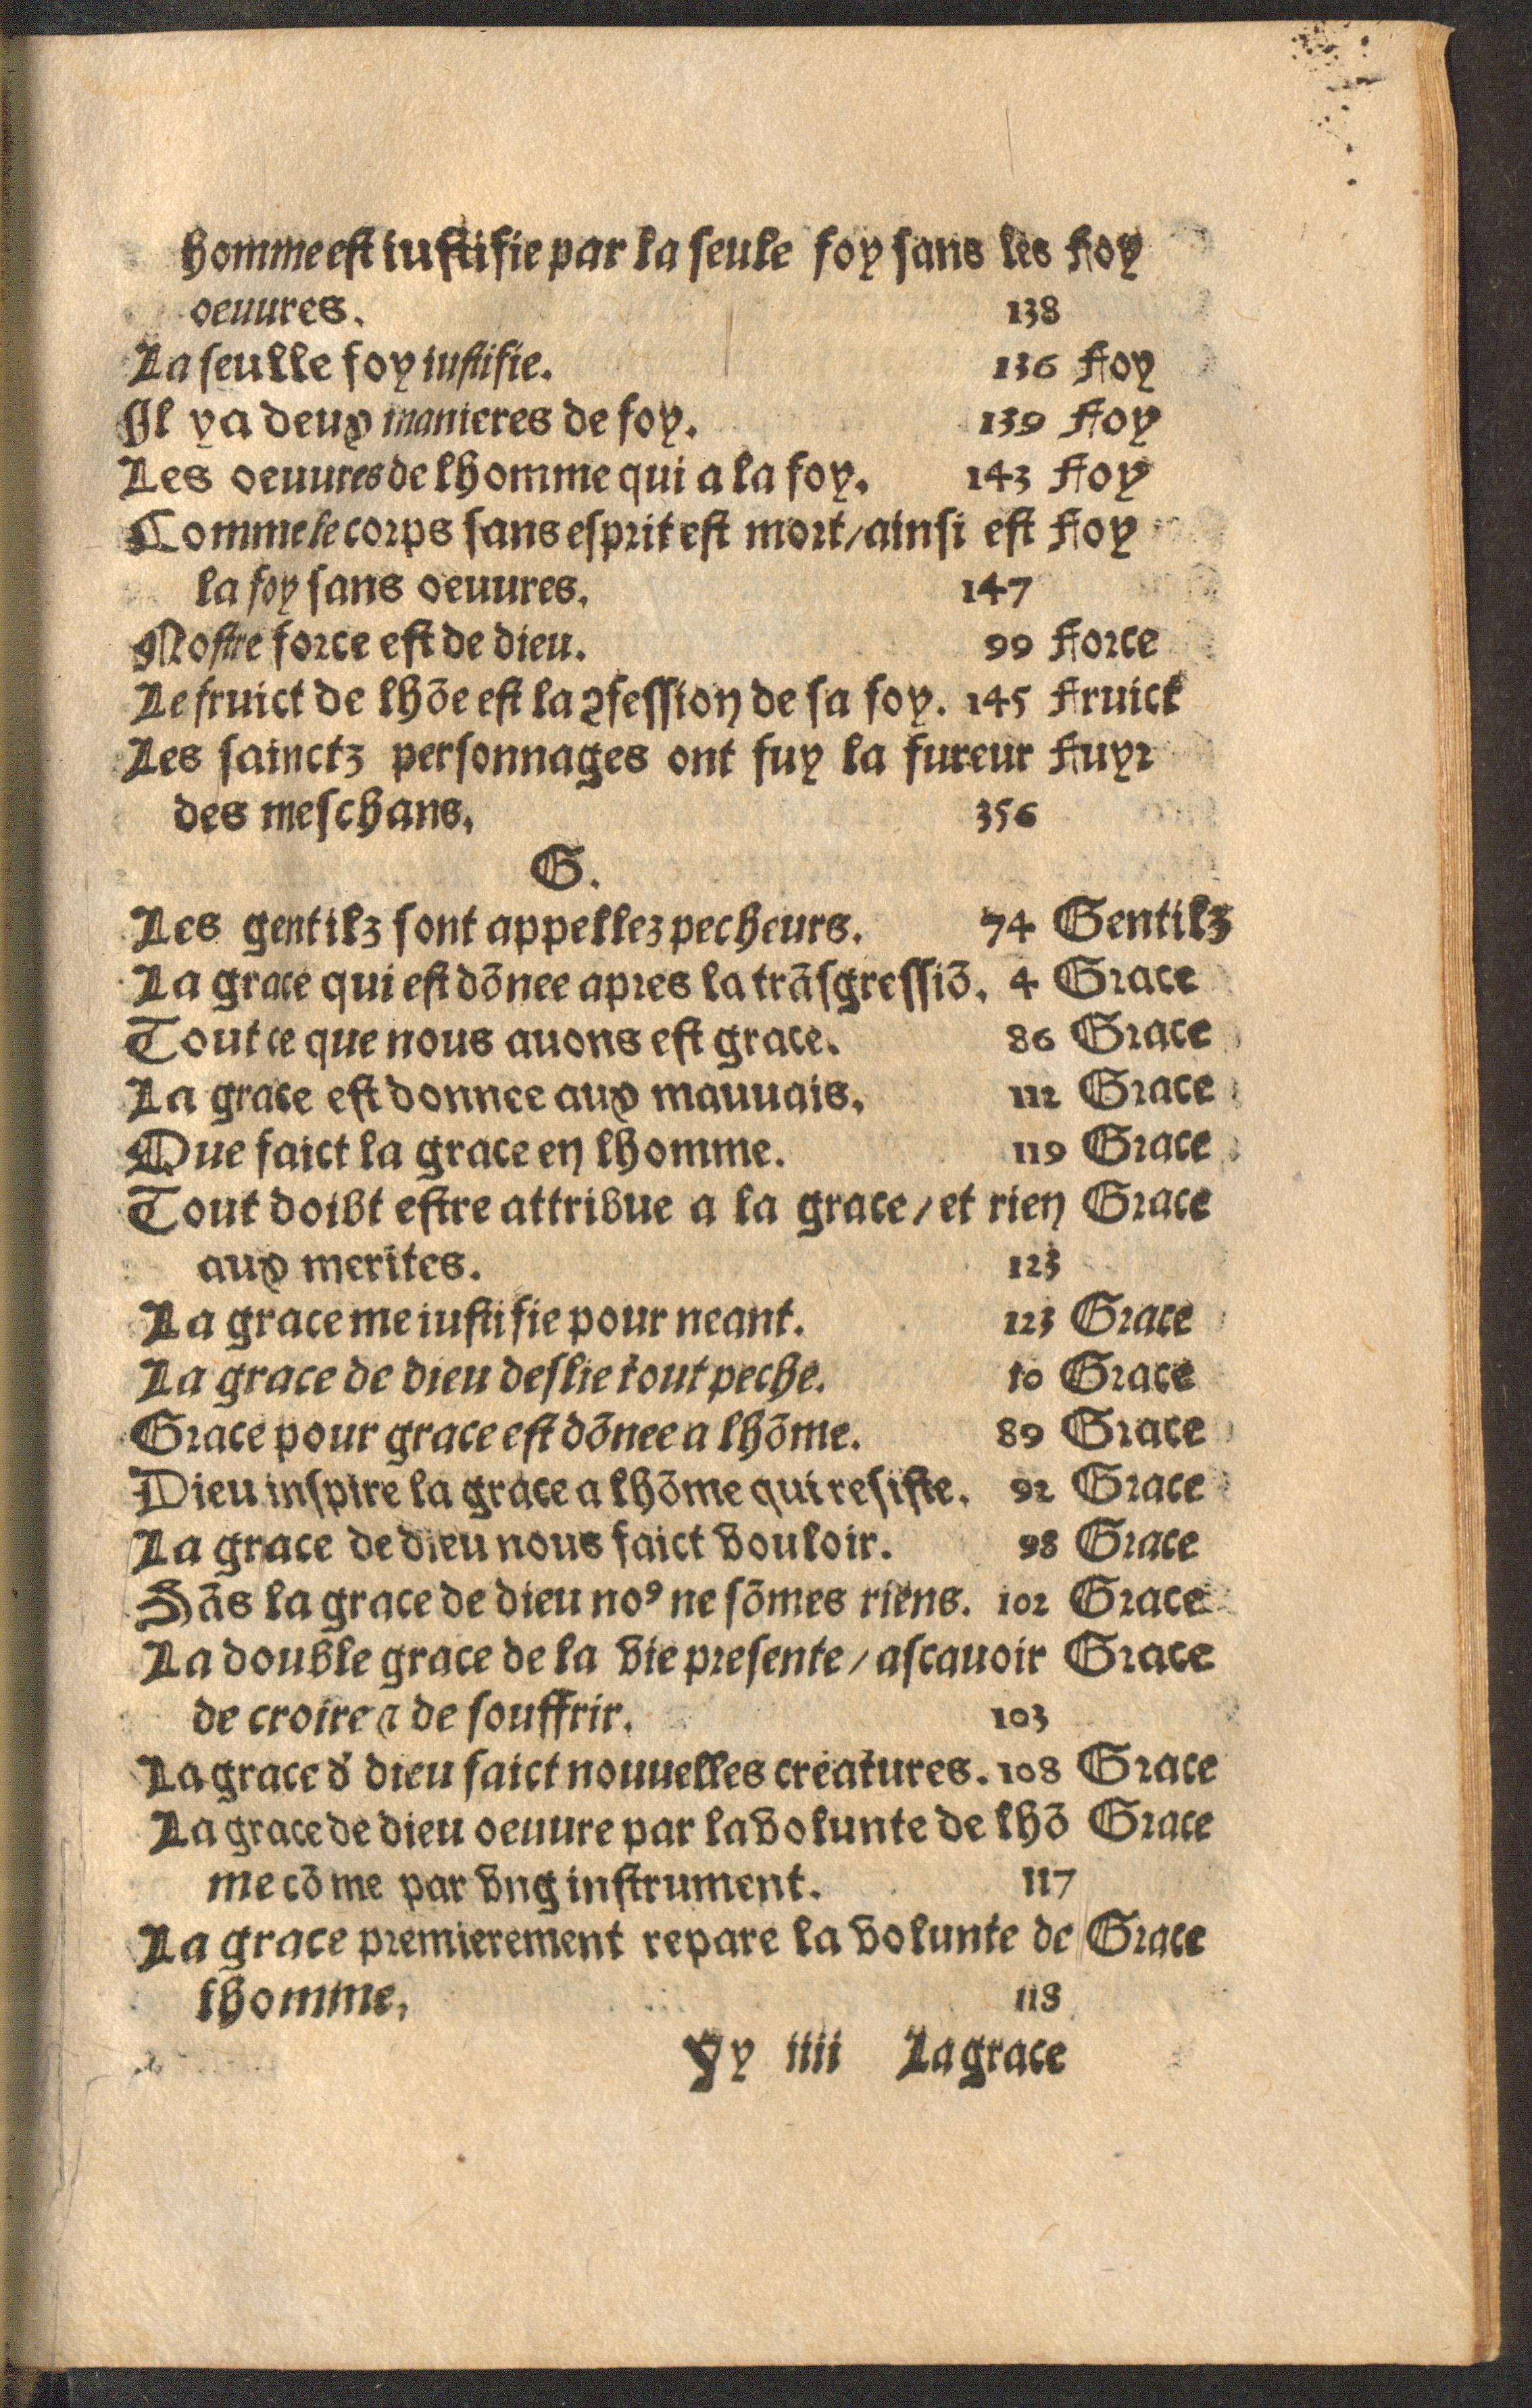 homme est iustifie par la seule foy sans les Foy
oeuures. 138
La seulle foy iustifie. 136 Foy
Il ya deux manieres de foy. 139 Foy
Les oeuures de lhomme qui a la foy. 143 Foy
Comme le corps sans esprit est mort/ainsi est Foy
la foy sans oeuures. 147
Nostre force est de dieu. 99 Force
Le fruict de lhõe est la ꝯfession de sa foy. 145 Fruict
Les sainctz personnages ont fuy la fureur Fuyr
des meschans. 356
G.
Les gentilz sont appellez pecheurs. 74 Gentilz
La grace qui est dõnee apres la trãsgressiõ. 4 Grace
Tout ce que nous auons est grace. 86 Grace
La grace est donnee aux mauuais. 112 Grace
Que faict la grace en lhomme. 119 Grace
Tout doibt estre attribue a la grace/et rien Grace
aux merites. 123
La grace me iustifie pour neant. 123 Grace
La grace de dieu deslie tout peche. 10 Grace
Grace pour grace est dõnee a lhõme. 89 Grace
Dieu inspire la grace a lhõme qui resiste. 92 Grace
La grace de dieu nous faict vouloir. 98 Grace
Sãs la grace de dieu noꝰ ne sõmes riens. 102 Grace
La double grace de la vie presente/ascauoir Grace
de croire ⁊ de souffrir. 103
La grace d̛ dieu faict nouuelles creatures. 108 Grace
La grace de dieu oeuure par la volunte de lhõ Grace
me cõme par vng instrument. 117
La grace premierement repare la volunte de Grace
lhomme. 118
Yy iiii La grace